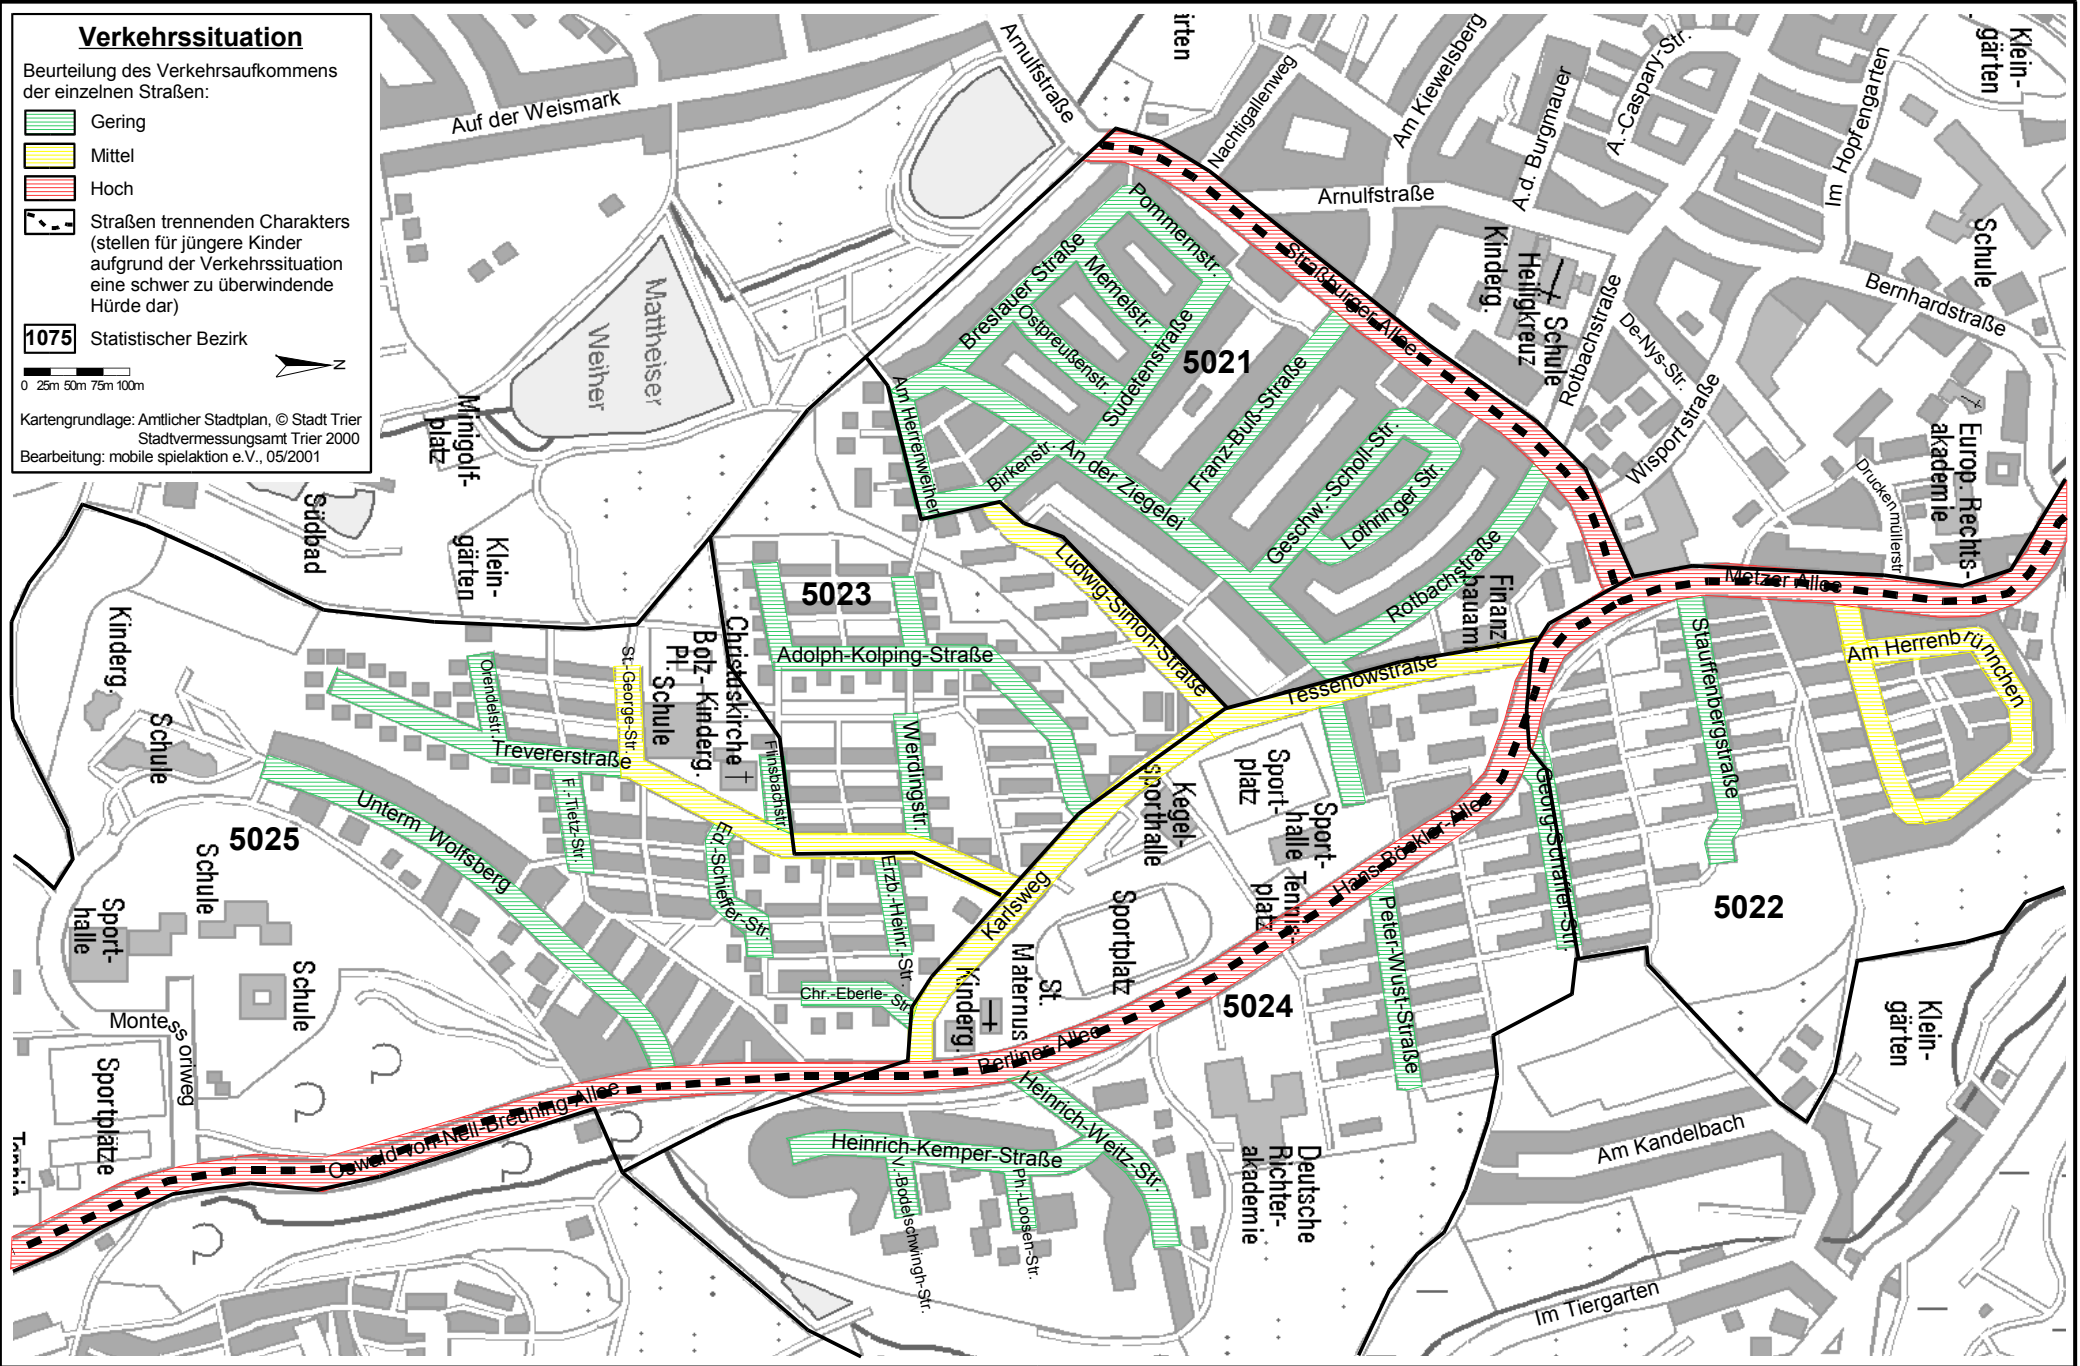 Verkehrssituation
Beurteilung des Verkehrsaufkommens
der einzelnen Straßen:
Gering
Mittel
Hoch
Straßen trennenden Charakters
(stellen für jüngere Kinder
aufgrund der Verkehrssituation
eine schwer zu überwindende
Hürde dar)
1075 Statistischer Bezirk
N
0 25m 50m 75m 100m
Kartengrundlage: Amtlicher Stadtplan, © Stadt Trier
Stadtvermessungsamt Trier 2000
Bearbeitung: mobile spielaktion e.V., 05/2001
Auf der Weismark
Arnulfstraße
Nachtigallenweg
Am Kiewelsberg
A.d. Burgmauer
A.-Caspary-Str.
Im Hopfengarten
Klein-
gärten
Arnulfstraße
Schule
Bernhardstraße
Kinderg.
Heiligkreuz
Schule
Rotbachstraße
De-Nys-Str.
Wisportstraße
Druckenmüllerstr.
Europ. Rechts-
akademie
Mattheiser
Weiher
Minigolf-
platz
Südbad
Klein-
gärten
Pommernstr.
Breslauer Straße
Memelstr.
Ostpreußenstr.
Sudetenstraße
5021
Straßburger Allee
Franz-Buß-Straße
Am Herrenweiher
Birkenstr.
An der Ziegelei
Geschw.-Scholl-Str.
Lothringer Str.
Rotbachstraße
Finanz-
bauamt
Metzer Allee
Ludwig-Simon-Straße
Tessenowstraße
Stauffenbergstraße
Am Herrenbrünnchen
5023
Adolph-Kolping-Straße
Christuskirche
Kinderg.
Bolz-
Pl.
Schule
St.-George-Str.
Orendelstr.
Treverer­straße
F.-Tietz-Str.
Flinsbachstr.
Werdingstr.
Kinderg.
Schule
Unterm Wolfsberg
5025
Ed.-Schieffer-Str.
Erzb.-Heinr.-Str.
Karlsweg
Chr.-Eberle-Str.
Kegel-
sporthalle
Sport-
platz
Sport-
halle
Tennis-
platz
Hans-Böckler-Allee
Georg-Schäffer-Str.
5022
Peter-Wust-Straße
Sportplatz
St.
Maternus
Kinderg.
5024
Berliner Allee
Schule
Sport-
halle
Schule
Montessoriweg
Sportplätze
Oswald-von-Nell-Breuning-Allee
Heinrich-Weitz-Str.
Heinrich-Kemper-Straße
V.-Bodelschwingh-Str.
Ph.-Loosen-Str.
Deutsche
Richter-
akademie
Klein-
gärten
Am Kandelbach
Im Tiergarten